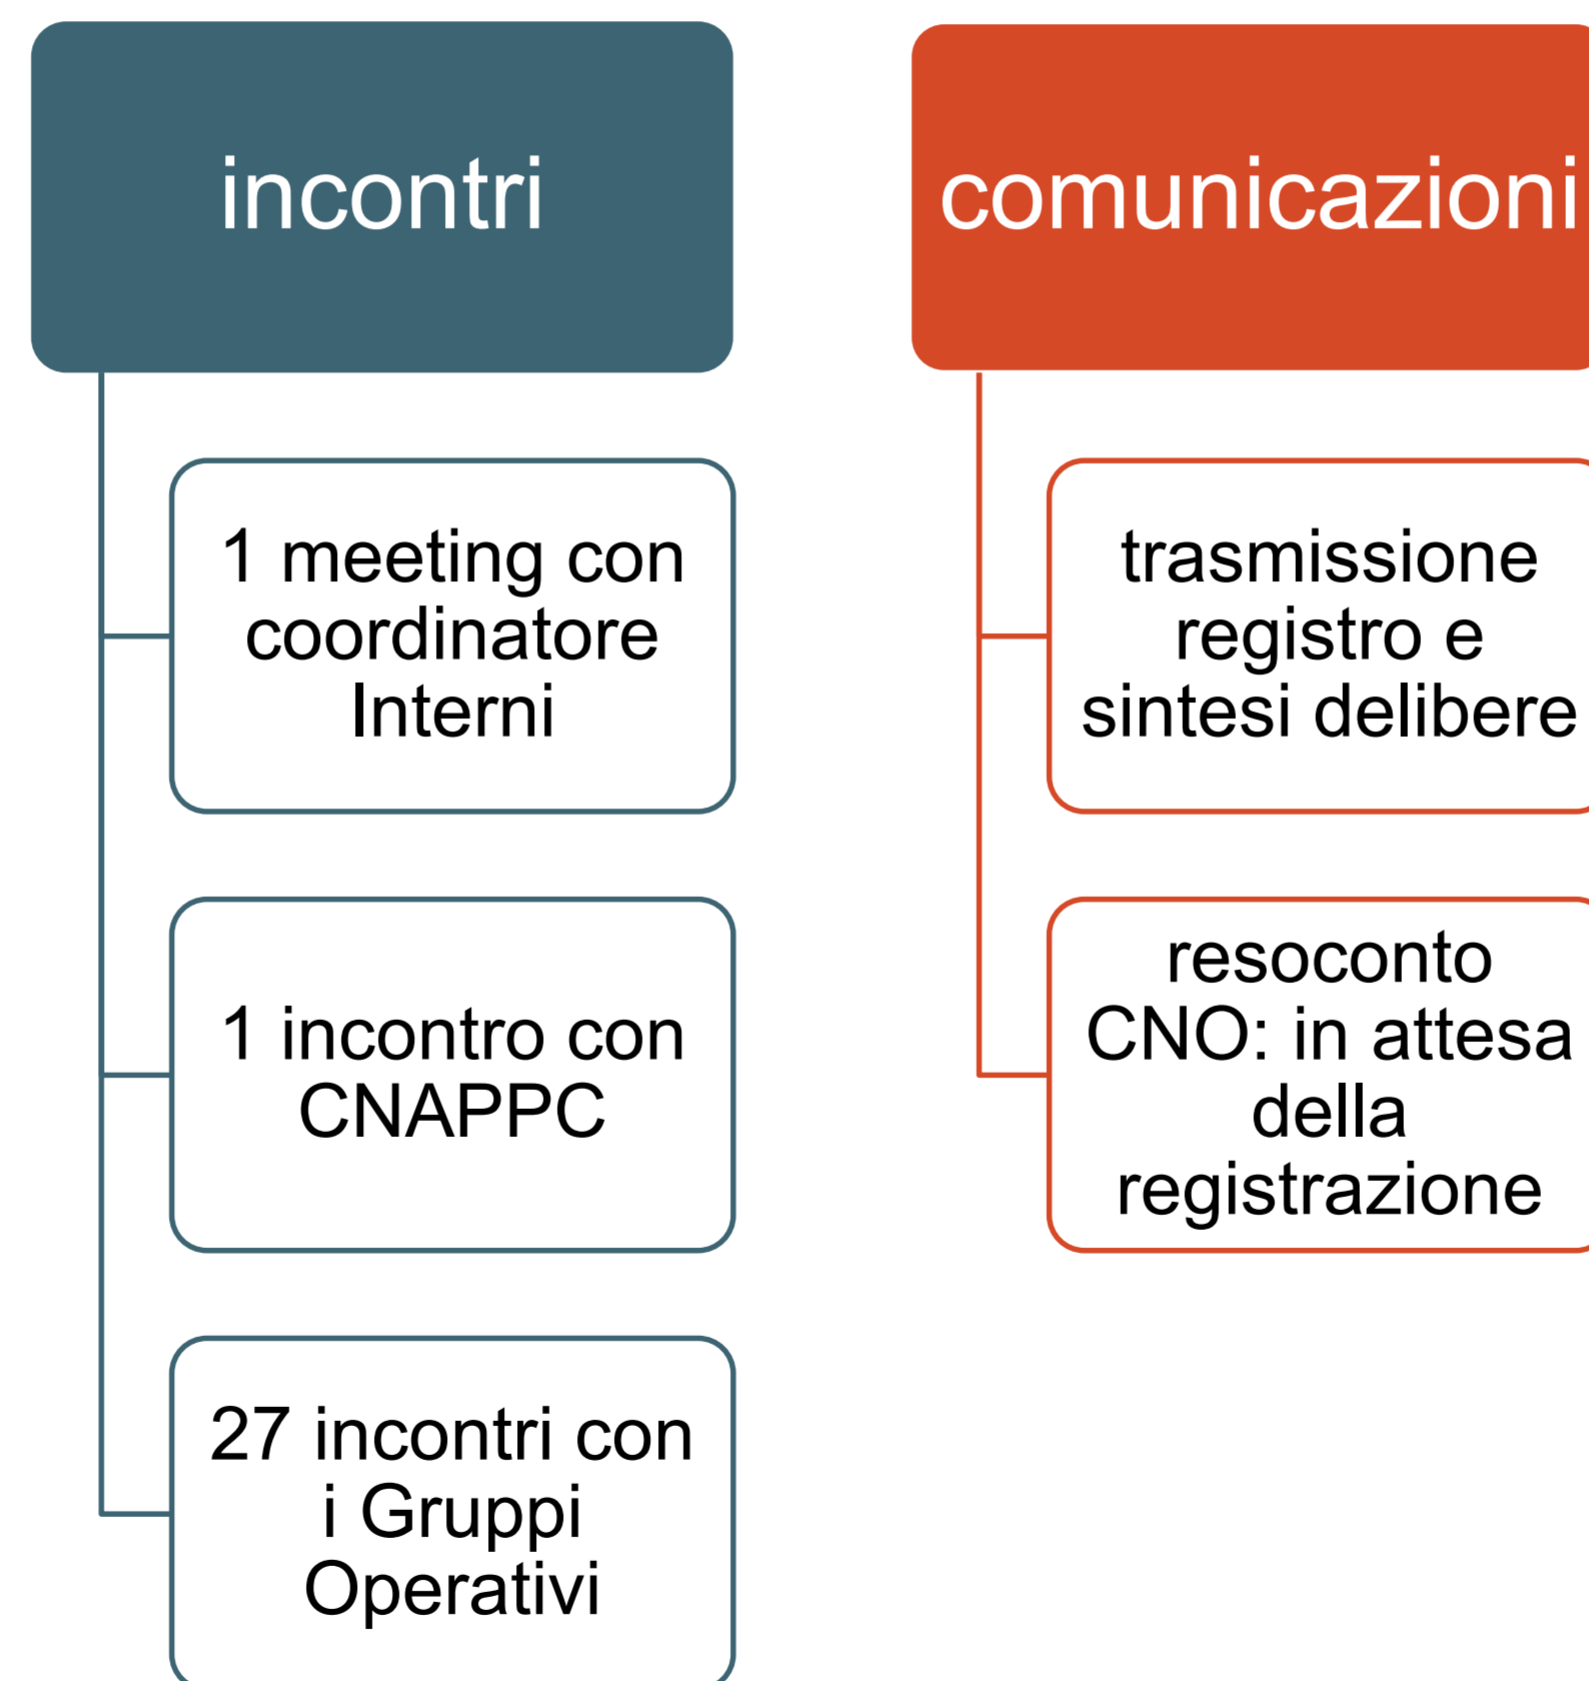 incontri
1 meeting con
coordinatore
Interni
1 incontro con
CNAPPC
27 incontri con
i Gruppi
Operativi
comunicazioni
trasmissione
registro e
sintesi delibere
resoconto
CNO: in attesa
della
registrazione